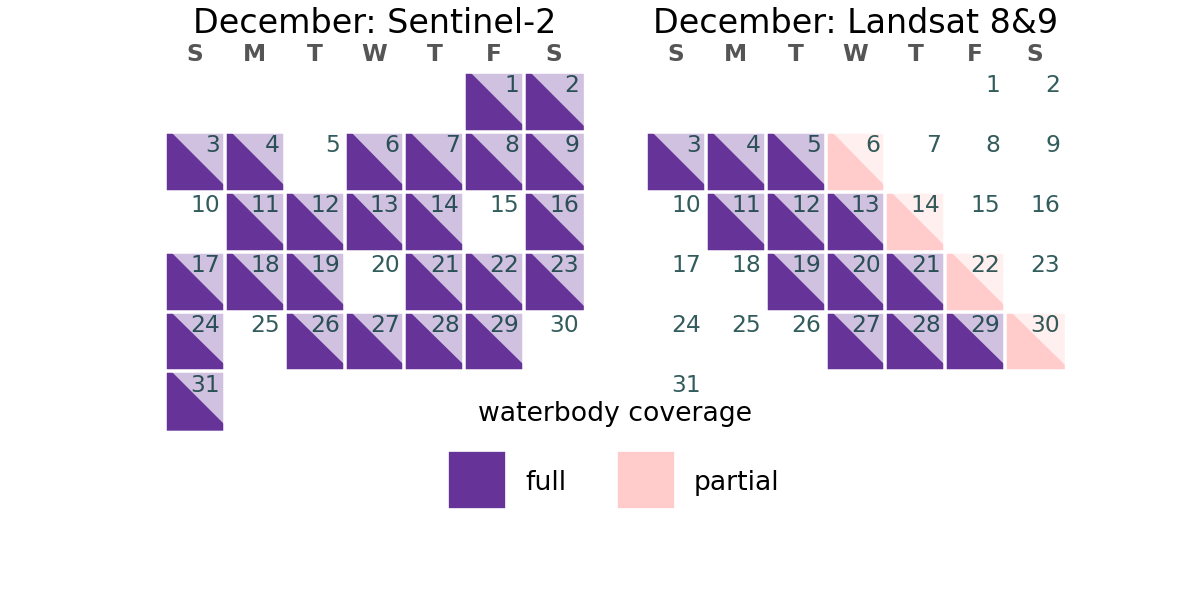 December: Sentinel-2
S M T W T F S
1 2
3 4 5 6 7 8 9
10 11 12 13 14 15 16
17 18 19 20 21 22 23
24 25 26 27 28 29 30
31
December: Landsat 8&9
S M T W T F S
1 2
3 4 5 6 7 8 9
10 11 12 13 14 15 16
17 18 19 20 21 22 23
24 25 26 27 28 29 30
31
waterbody coverage
full partial